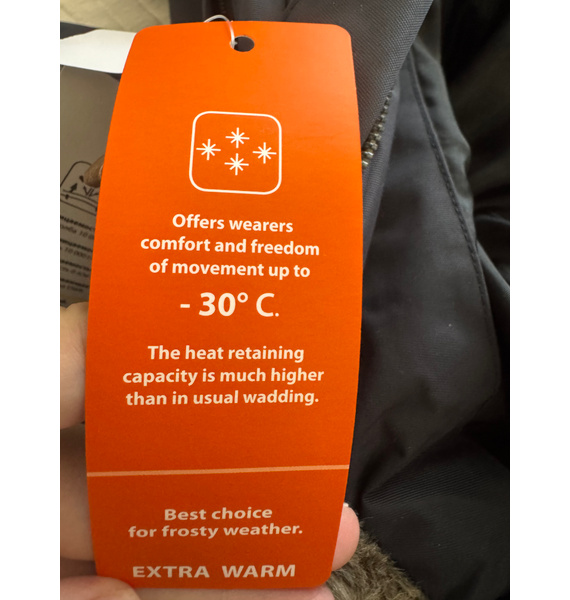 Offers wearers
comfort and freedom
of movement up to
- 30° C.
The heat retaining
capacity is much higher
than in usual wadding.
Best choice
for frosty weather.
EXTRA WARM